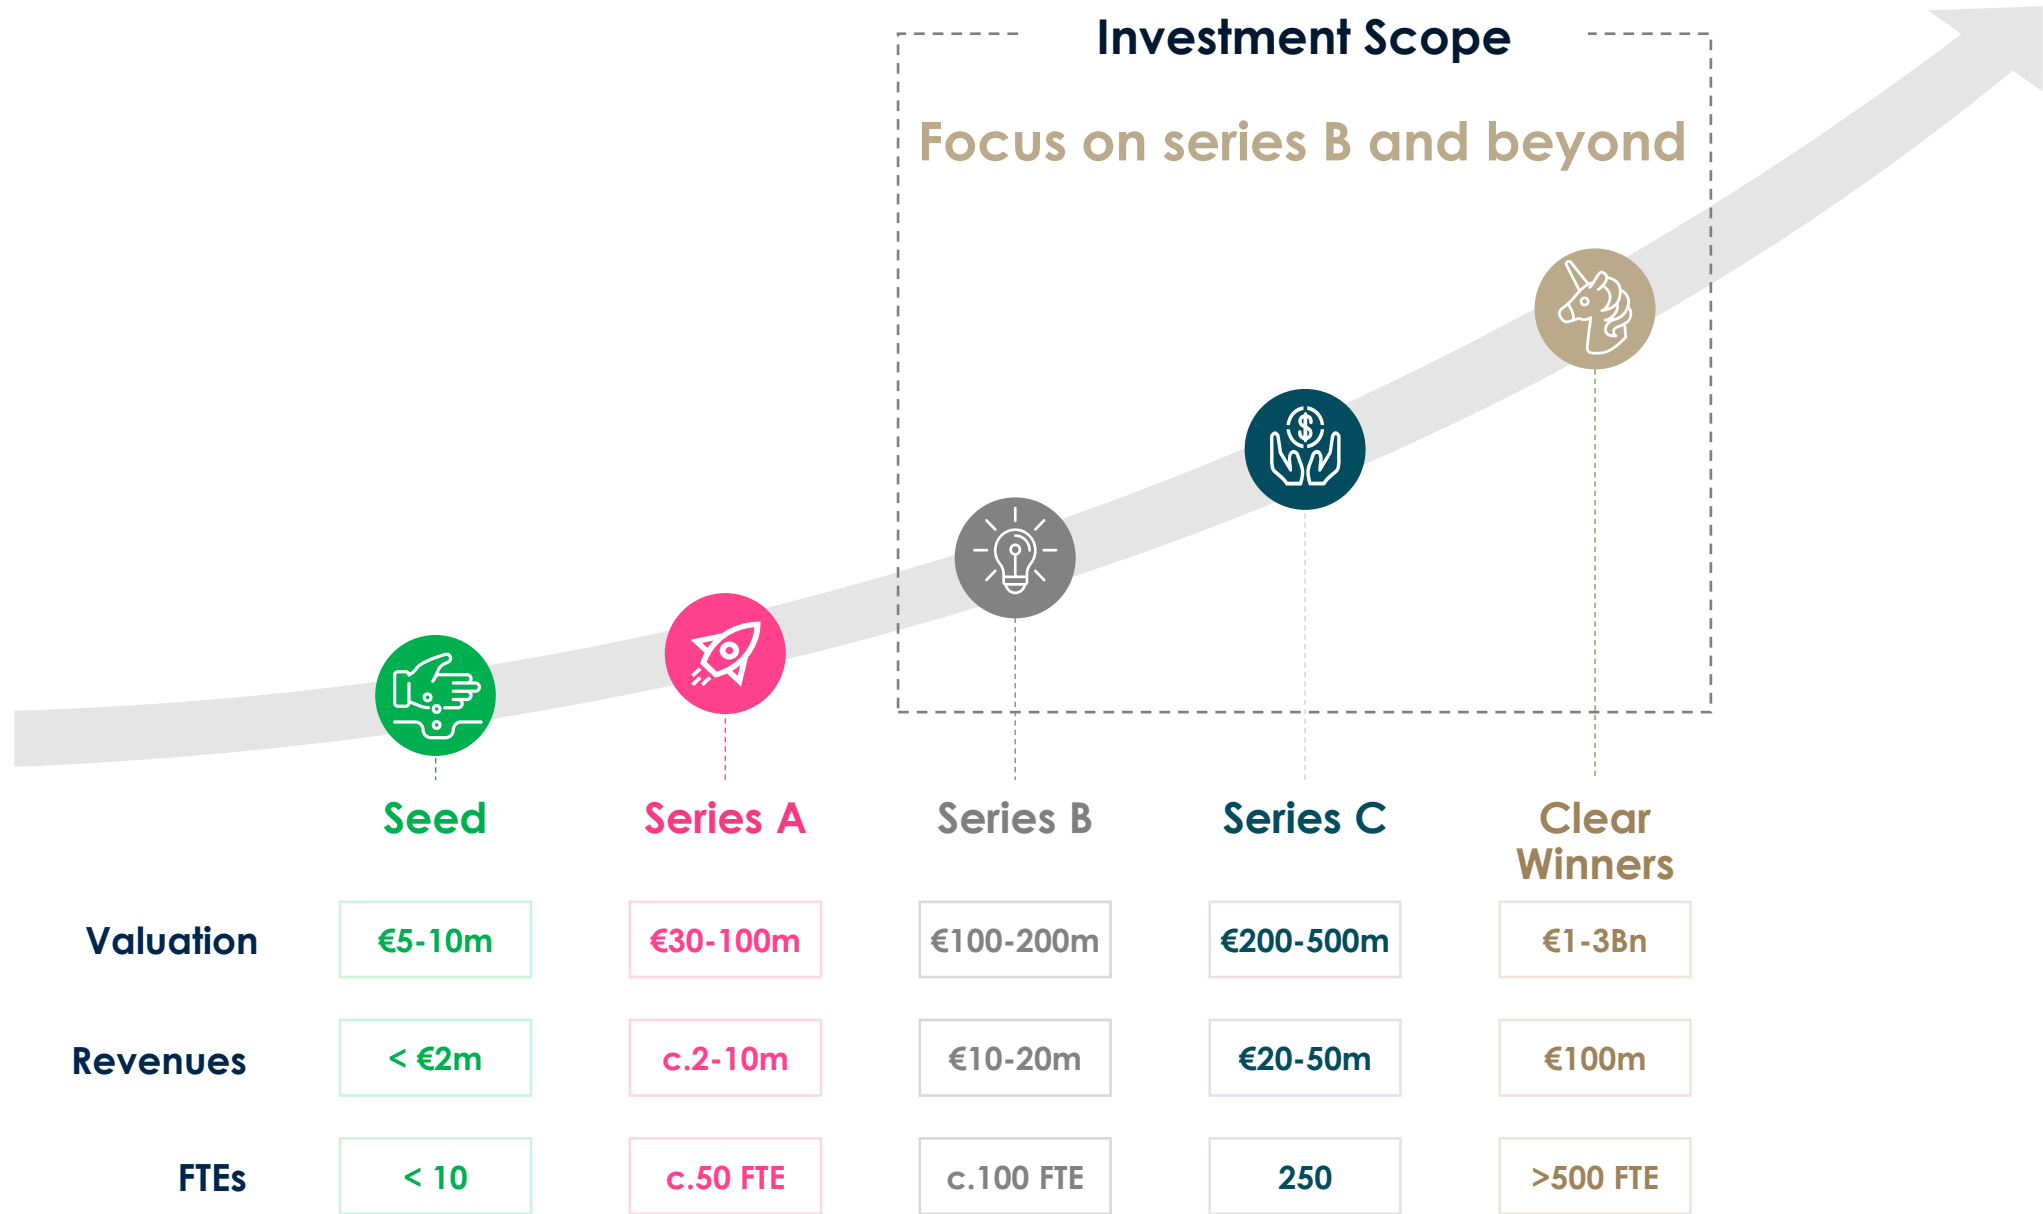 Investment Scope
Focus on series B and beyond
$
Seed
Series A
Series B
Series C
Clear
Winners
Valuation
€5-10m
€30-100m
€100-200m
€200-500m
€1-3Bn
Revenues
< €2m
c.2-10m
€10-20m
€20-50m
€100m
FTEs
< 10
c.50 FTE
c.100 FTE
250
>500 FTE